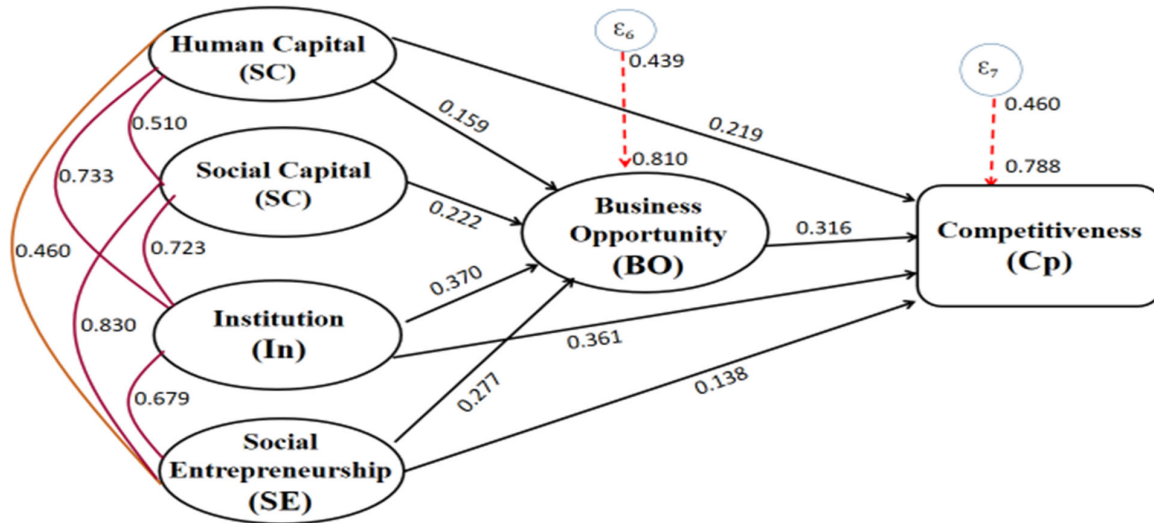 Human Capital
(SC)
ε6
0.439
ε7
0.460
0.510
0.159
0.219
0.733
Social Capital
(SC)
0.810
0.788
0.222
Business
Opportunity
(BO)
0.316
Competitiveness
(Cp)
0.460
0.723
0.370
Institution
(In)
0.830
0.361
0.679
0.277
0.138
Social
Entrepreneurship
(SE)